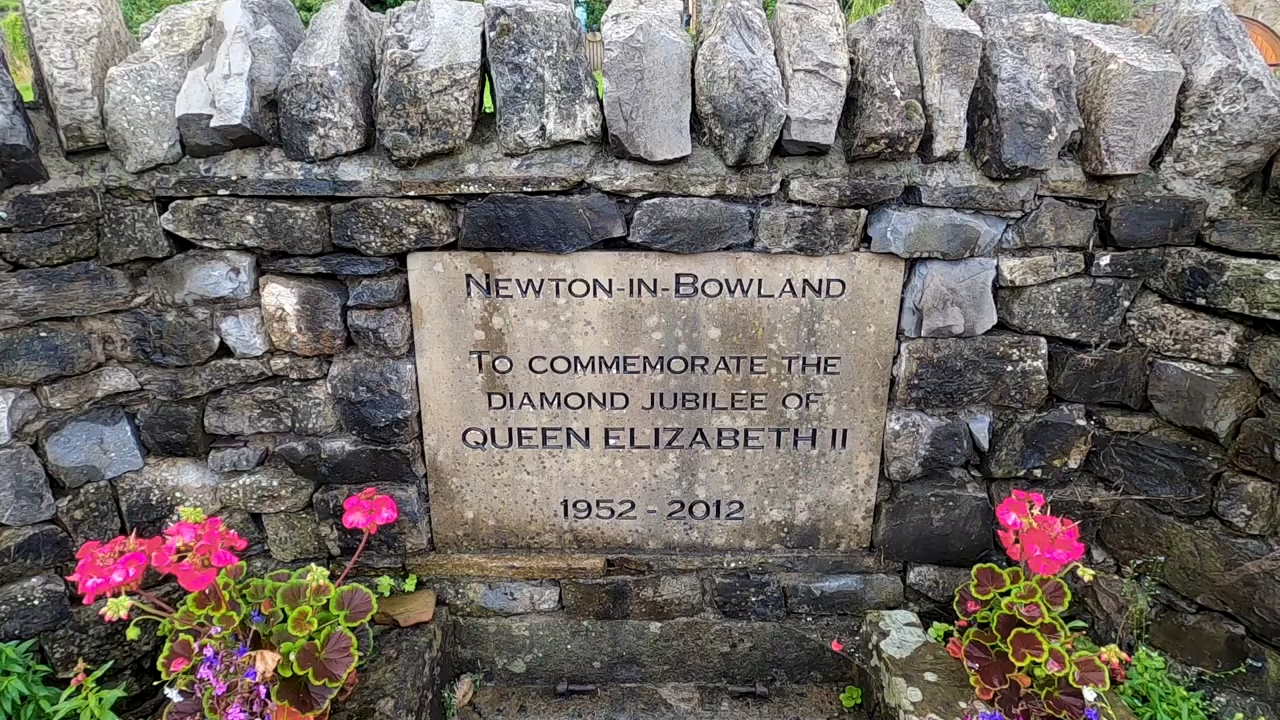 NEWTON-IN-BOWLAND
TO COMMEMORATE THE
DIAMOND JUBILEE OF
QUEEN ELIZABETH II
1952 - 2012